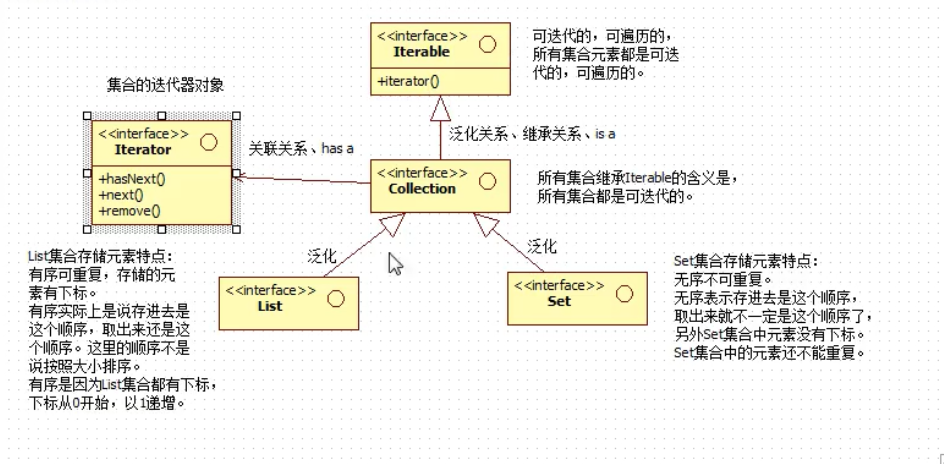 <<interface>>
Iterable
+iterator()
可迭代的，可遍历的，
所有集合元素都是可迭
代的，可遍历的。
集合的迭代器对象
<<interface>>
Iterator
+hasNext()
+next()
+remove()
关联关系、has a
泛化关系、继承关系、is a
<<interface>>
Collection
所有集合继承Iterable的含义是，
所有集合都是可迭代的。
List集合存储元素特点：
有序可重复，存储的元
素有下标。
有序实际上是说存进去是
这个顺序，取出来还是这
个顺序。这里的顺序不是
说按照大小排序。
有序是因为List集合都有下标，
下标从0开始，以1递增。
泛化
<<interface>>
List
泛化
<<interface>>
Set
Set集合存储元素特点：
无序不可重复。
无序表示存进去是这个顺序，
取出来就不一定是这个顺序了，
另外Set集合中元素没有下标。
Set集合中的元素还不能重复。